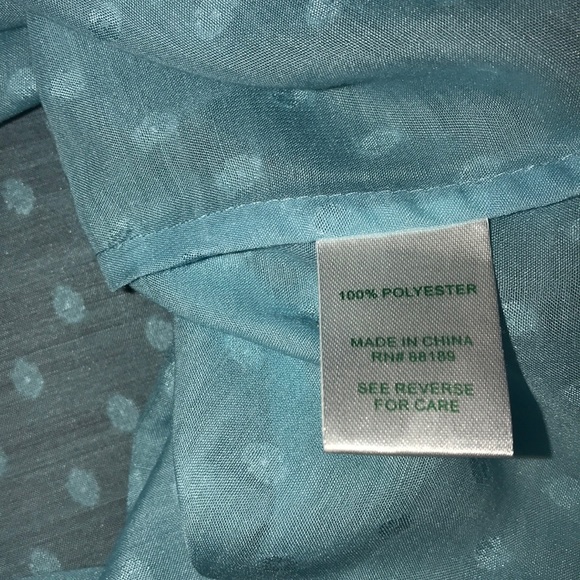 100% POLYESTER
MADE IN CHINA
RN# 88189
SEE REVERSE
FOR CARE